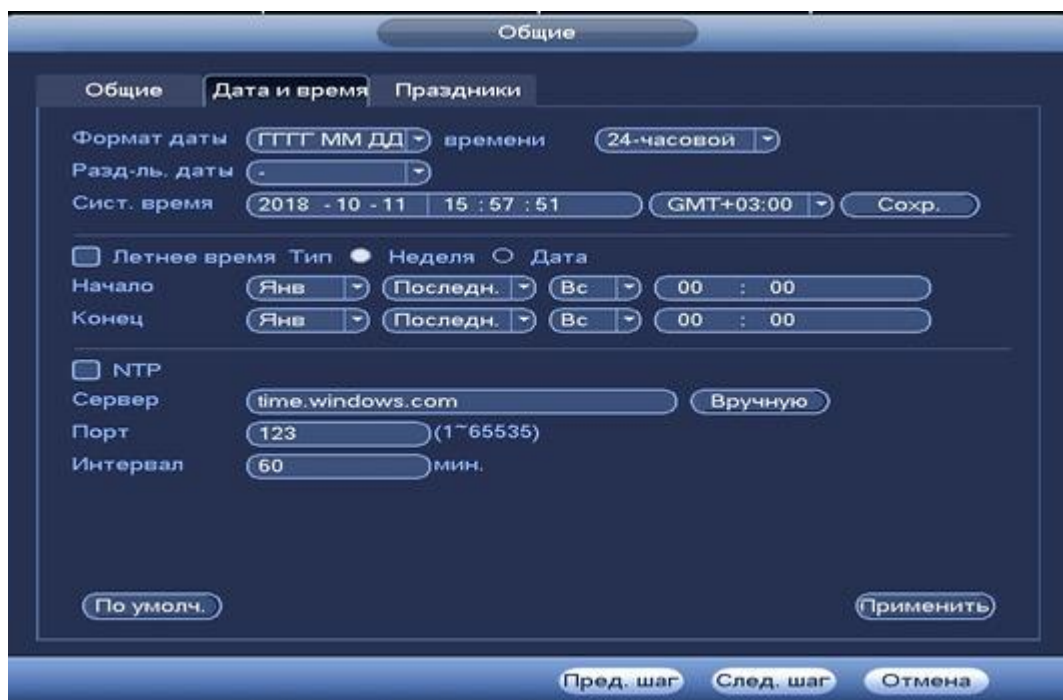 Общие
Общие Дата и время Праздники
Формат даты ГГГГ ММ ДД времени 24-часовой
Разд-ль. даты -
Сист. время 2018 - 10 - 11 15 : 57 : 51 GMT+03:00 Сохр.
Летнее время Тип Неделя Дата
Начало Янв Последн. Вс 00 : 00
Конец Янв Последн. Вс 00 : 00
NTP
Сервер time.windows.com Вручную
Порт 123 (1~65535)
Интервал 60 мин.
По умолч. Применить
Пред. шаг След. шаг Отмена